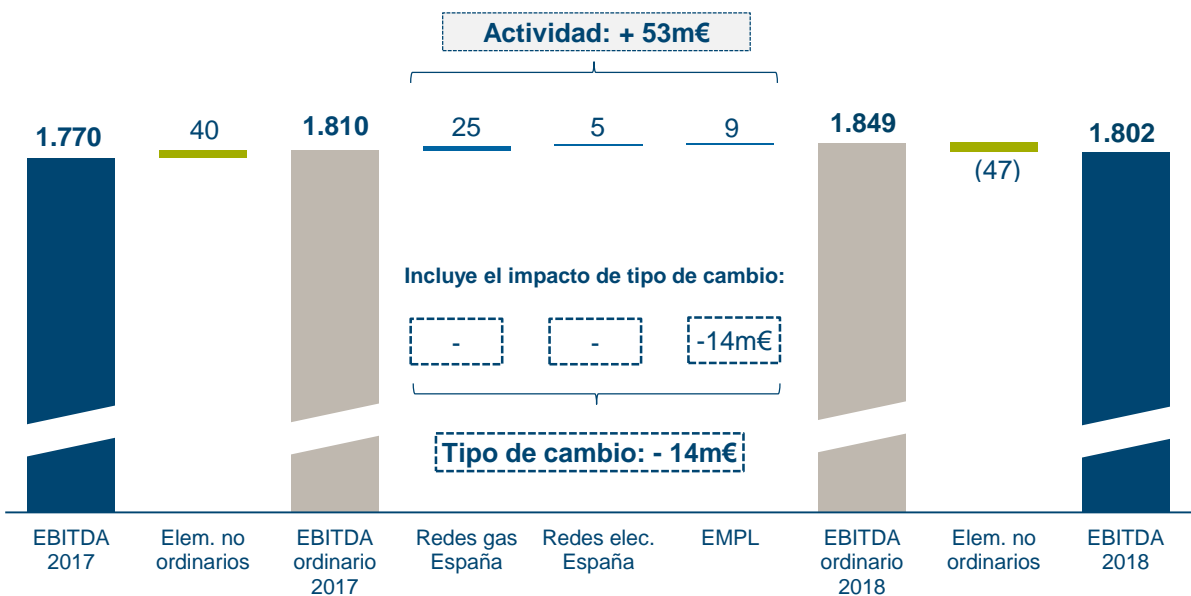 Actividad: + 53m€
1.770
40
1.810
25
5
9
1.849
(47)
1.802
Incluye el impacto de tipo de cambio:
-
-
-14m€
Tipo de cambio: - 14m€
EBITDA
2017
Elem. no
ordinarios
EBITDA
ordinario
2017
Redes gas
España
Redes elec.
España
EMPL
EBITDA
ordinario
2018
Elem. no
ordinarios
EBITDA
2018